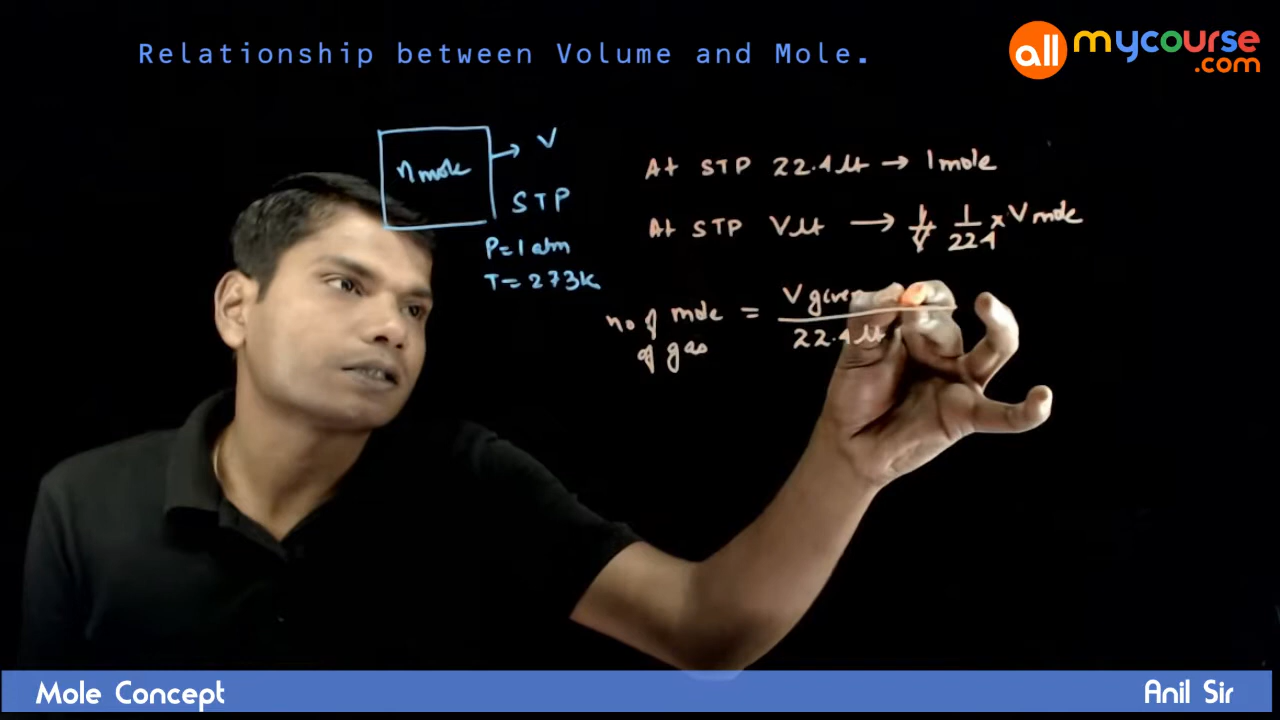 Relationship between Volume and Mole.
all mycourse
.com
n mole → V
STP
P = 1 atm
T = 273k
At STP 22.4 lt → 1 mole
At STP V lt → 1/22.4 × V mole
no of mole of gas = V given / 22.4 lt
Mole Concept
Anil Sir